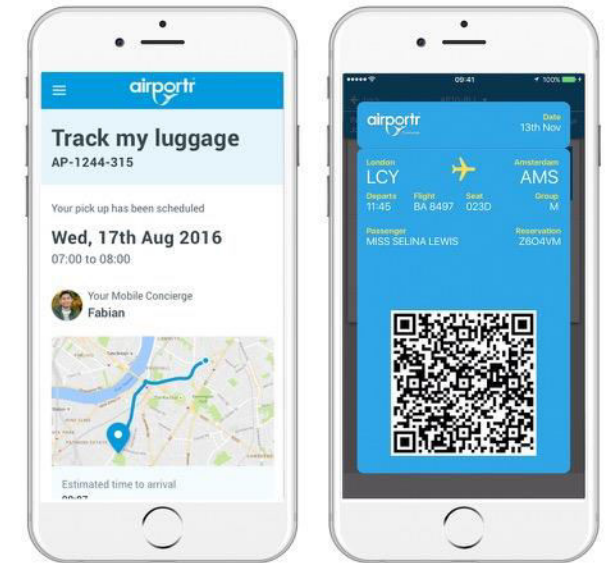 airportr
Track my luggage
AP-1244-315
Your pick up has been scheduled
Wed, 17th Aug 2016
07:00 to 08:00
Your Mobile Concierge
Fabian
Estimated time to arrival
09:41
100%
airportr
Date
13th Nov
London
Amsterdam
LCY
AMS
Departs Flight Seat Group
11:45 BA 8497 023D M
Passenger Reservation
MISS SELINA LEWIS Z6O4VM